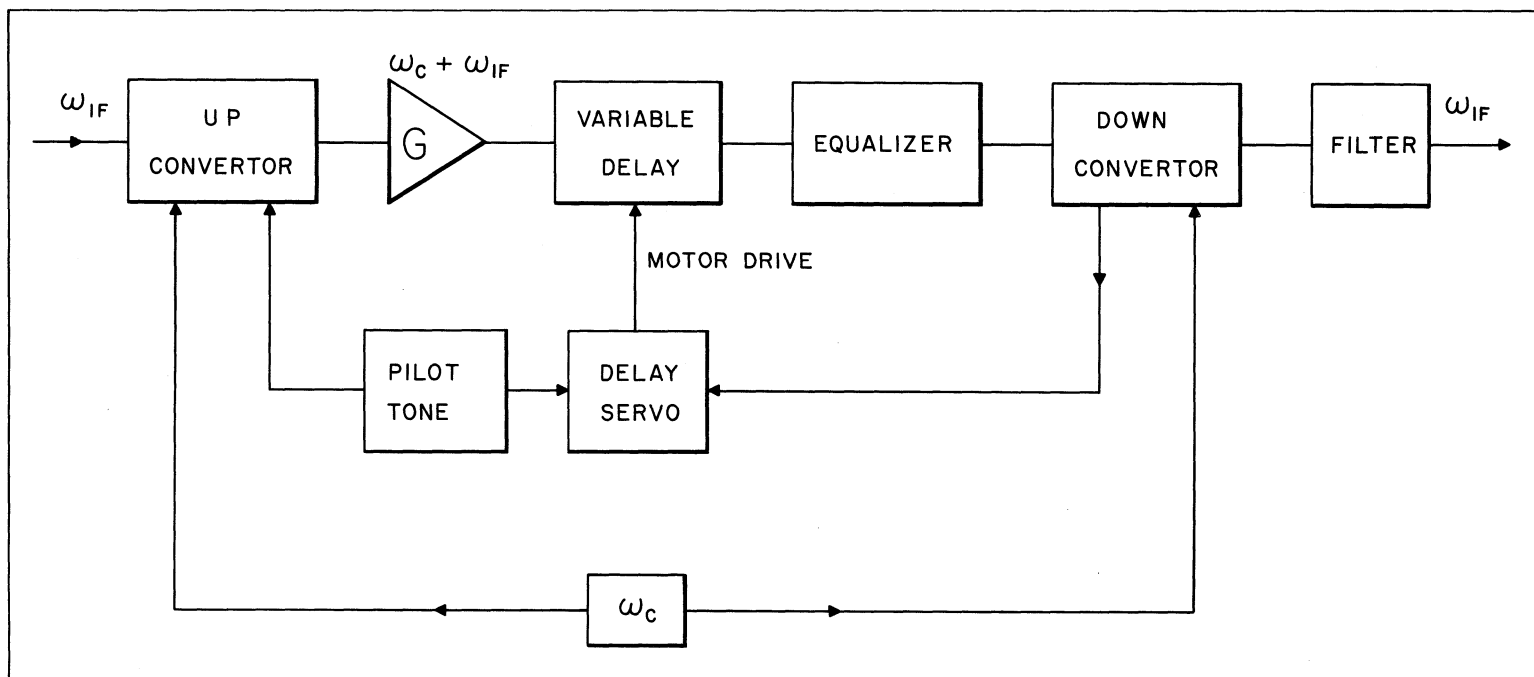 ω_IF
UP
CONVERTOR
ω_C + ω_IF
G
VARIABLE
DELAY
EQUALIZER
DOWN
CONVERTOR
FILTER
ω_IF
MOTOR DRIVE
PILOT
TONE
DELAY
SERVO
ω_C